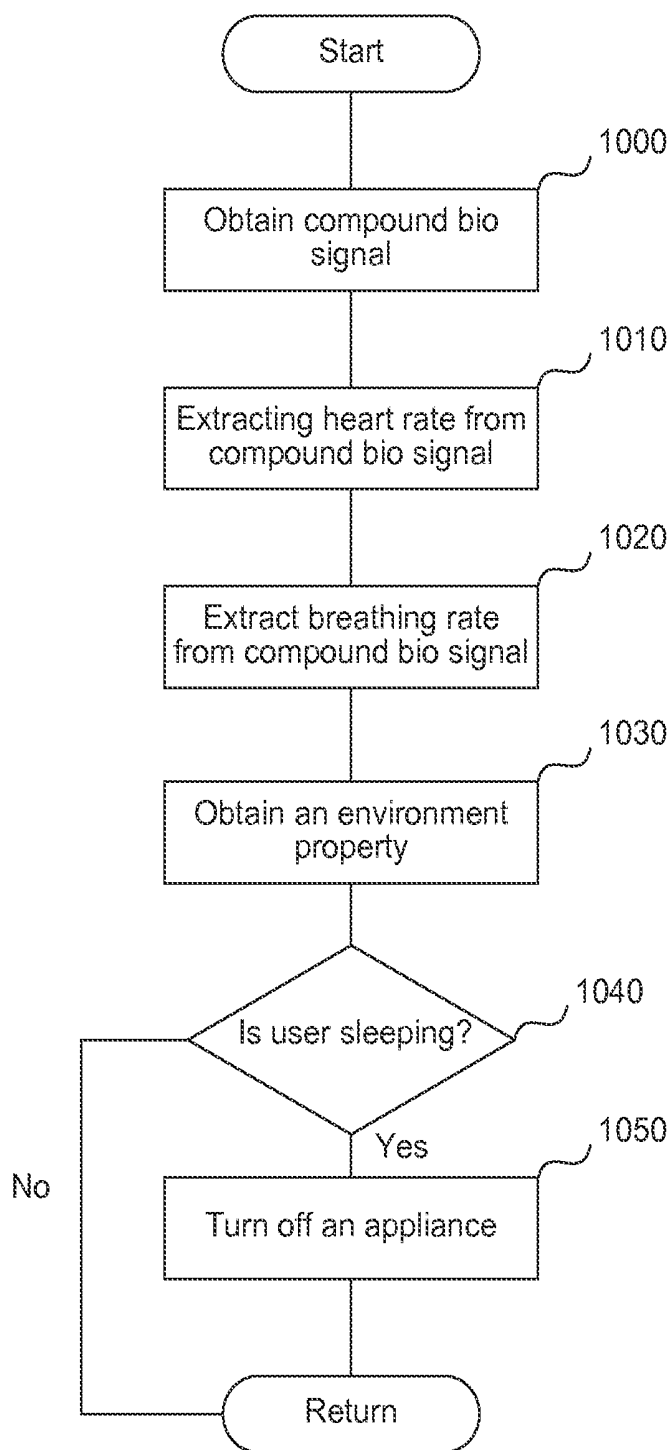 Start
1000
Obtain compound bio
signal
1010
Extracting heart rate from
compound bio signal
1020
Extract breathing rate
from compound bio signal
1030
Obtain an environment
property
1040
Is user sleeping?
Yes
1050
No
Turn off an appliance
Return